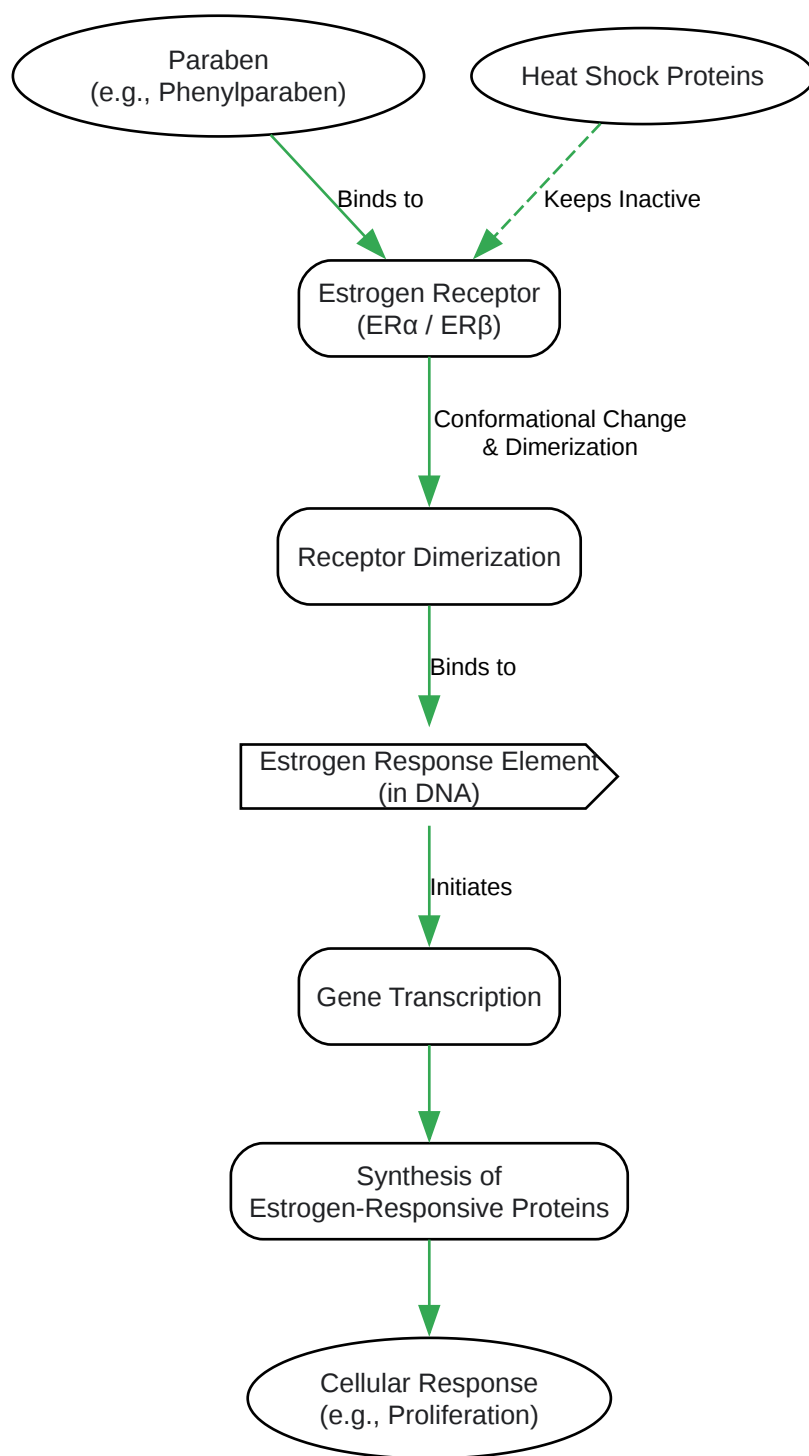 Paraben
(e.g., Phenylparaben)
Heat Shock Proteins
Binds to
Keeps Inactive
Estrogen Receptor
(ERα / ERβ)
Conformational Change
& Dimerization
Receptor Dimerization
Binds to
Estrogen Response Element
(in DNA)
Initiates
Gene Transcription
Synthesis of
Estrogen-Responsive Proteins
Cellular Response
(e.g., Proliferation)